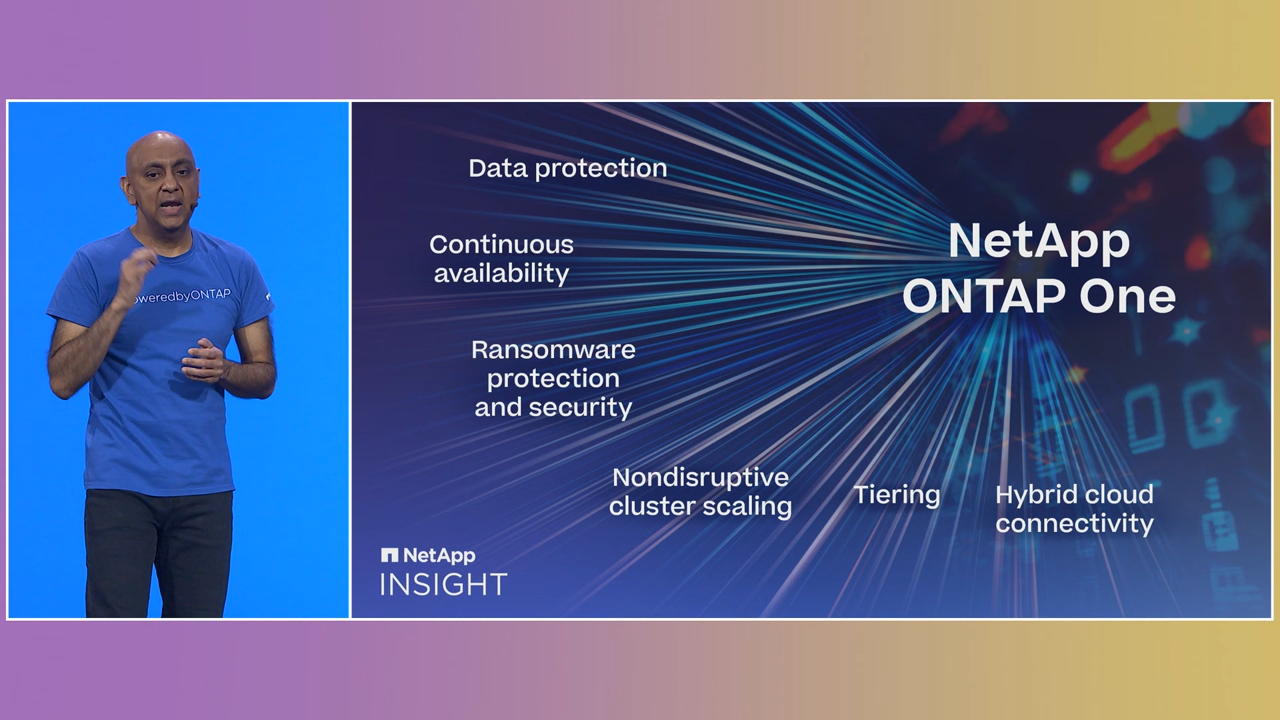 Data protection
Continuous
availability
Ransomware
protection
and security
Nondisruptive
cluster scaling
Tiering
Hybrid cloud
connectivity
NetApp
ONTAP One
NetApp
INSIGHT